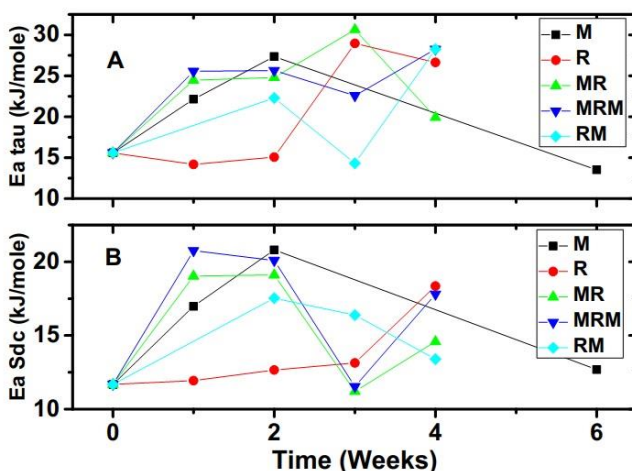 Ea tau (kJ/mole)
30
25
20
15
10
A
M
R
MR
MRM
RM
Ea Sdc (kJ/mole)
20
15
10
B
M
R
MR
MRM
RM
0
2
4
6
Time (Weeks)